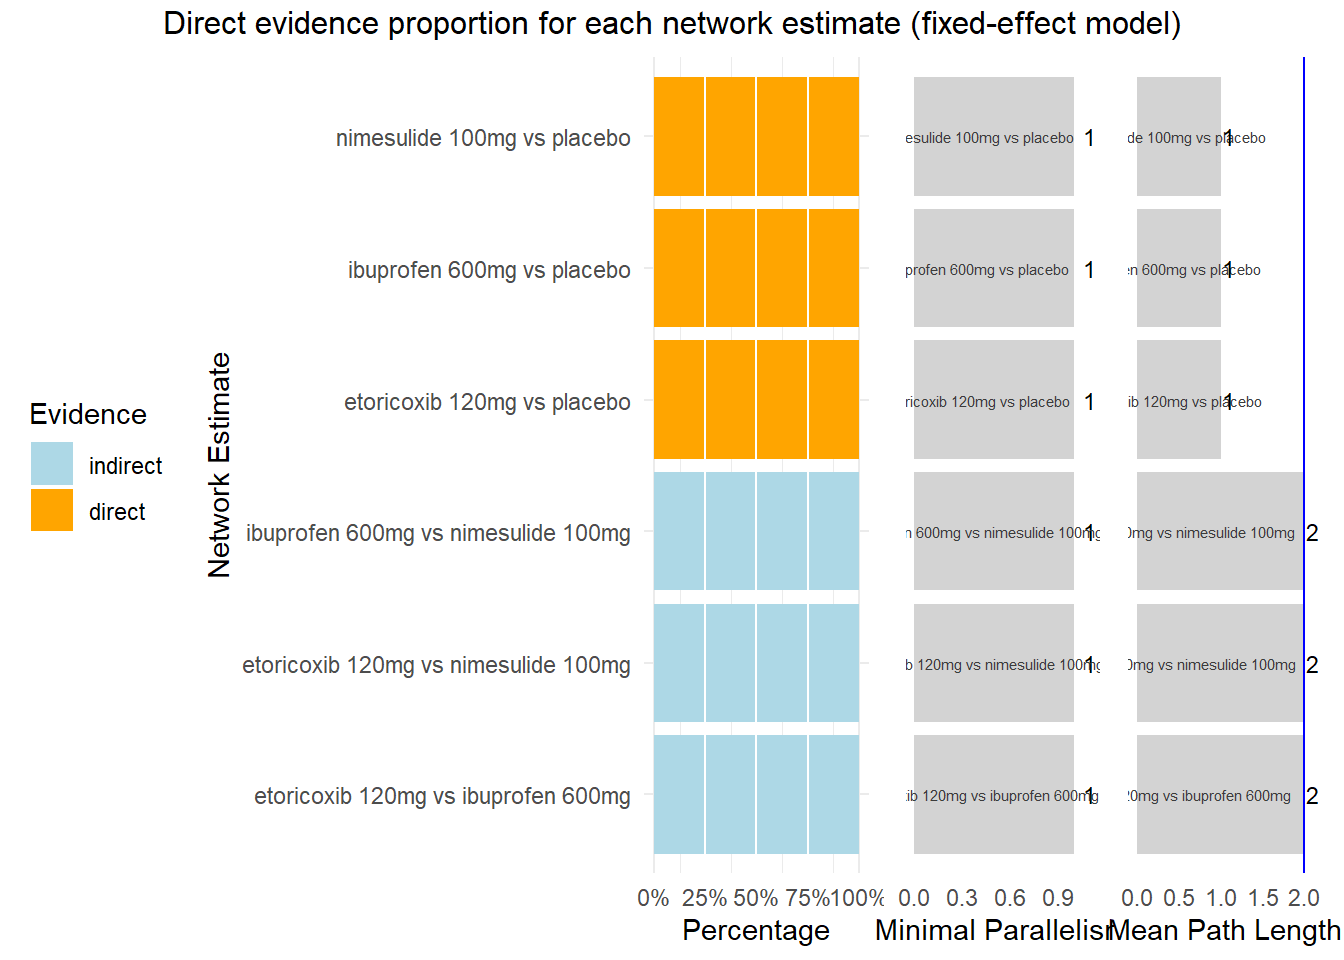 Direct evidence proportion for each network estimate (fixed-effect model)
Evidence
indirect
direct
Network Estimate
nimesulide 100mg vs placebo
esulide 100mg vs placebo 1
de 100mg vs placebo 1
ibuprofen 600mg vs placebo
profen 600mg vs placebo 1
en 600mg vs placebo 1
etoricoxib 120mg vs placebo
ricoxib 120mg vs placebo 1
ib 120mg vs placebo 1
ibuprofen 600mg vs nimesulide 100mg
n 600mg vs nimesulide 100mg 1
0mg vs nimesulide 100mg 2
etoricoxib 120mg vs nimesulide 100mg
b 120mg vs nimesulide 100mg 1
0mg vs nimesulide 100mg 2
etoricoxib 120mg vs ibuprofen 600mg
ib 120mg vs ibuprofen 600mg 1
20mg vs ibuprofen 600mg 2
0% 25% 50% 75% 100%
0.0 0.3 0.6 0.9
0.0 0.5 1.0 1.5 2.0
Percentage
Minimal Parallelism
Mean Path Length